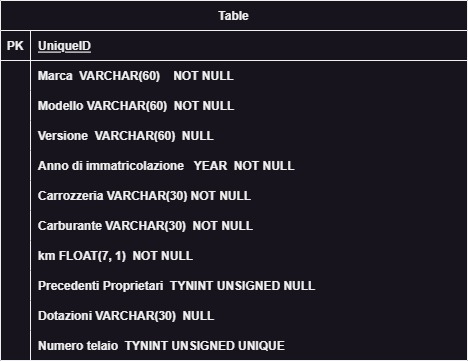 Table
PK UniqueID
Marca VARCHAR(60) NOT NULL
Modello VARCHAR(60) NOT NULL
Versione VARCHAR(60) NULL
Anno di immatricolazione YEAR NOT NULL
Carrozzeria VARCHAR(30) NOT NULL
Carburante VARCHAR(30) NOT NULL
km FLOAT(7, 1) NOT NULL
Precedenti Proprietari TYNINT UNSIGNED NULL
Dotazioni VARCHAR(30) NULL
Numero telaio TYNINT UNSIGNED UNIQUE